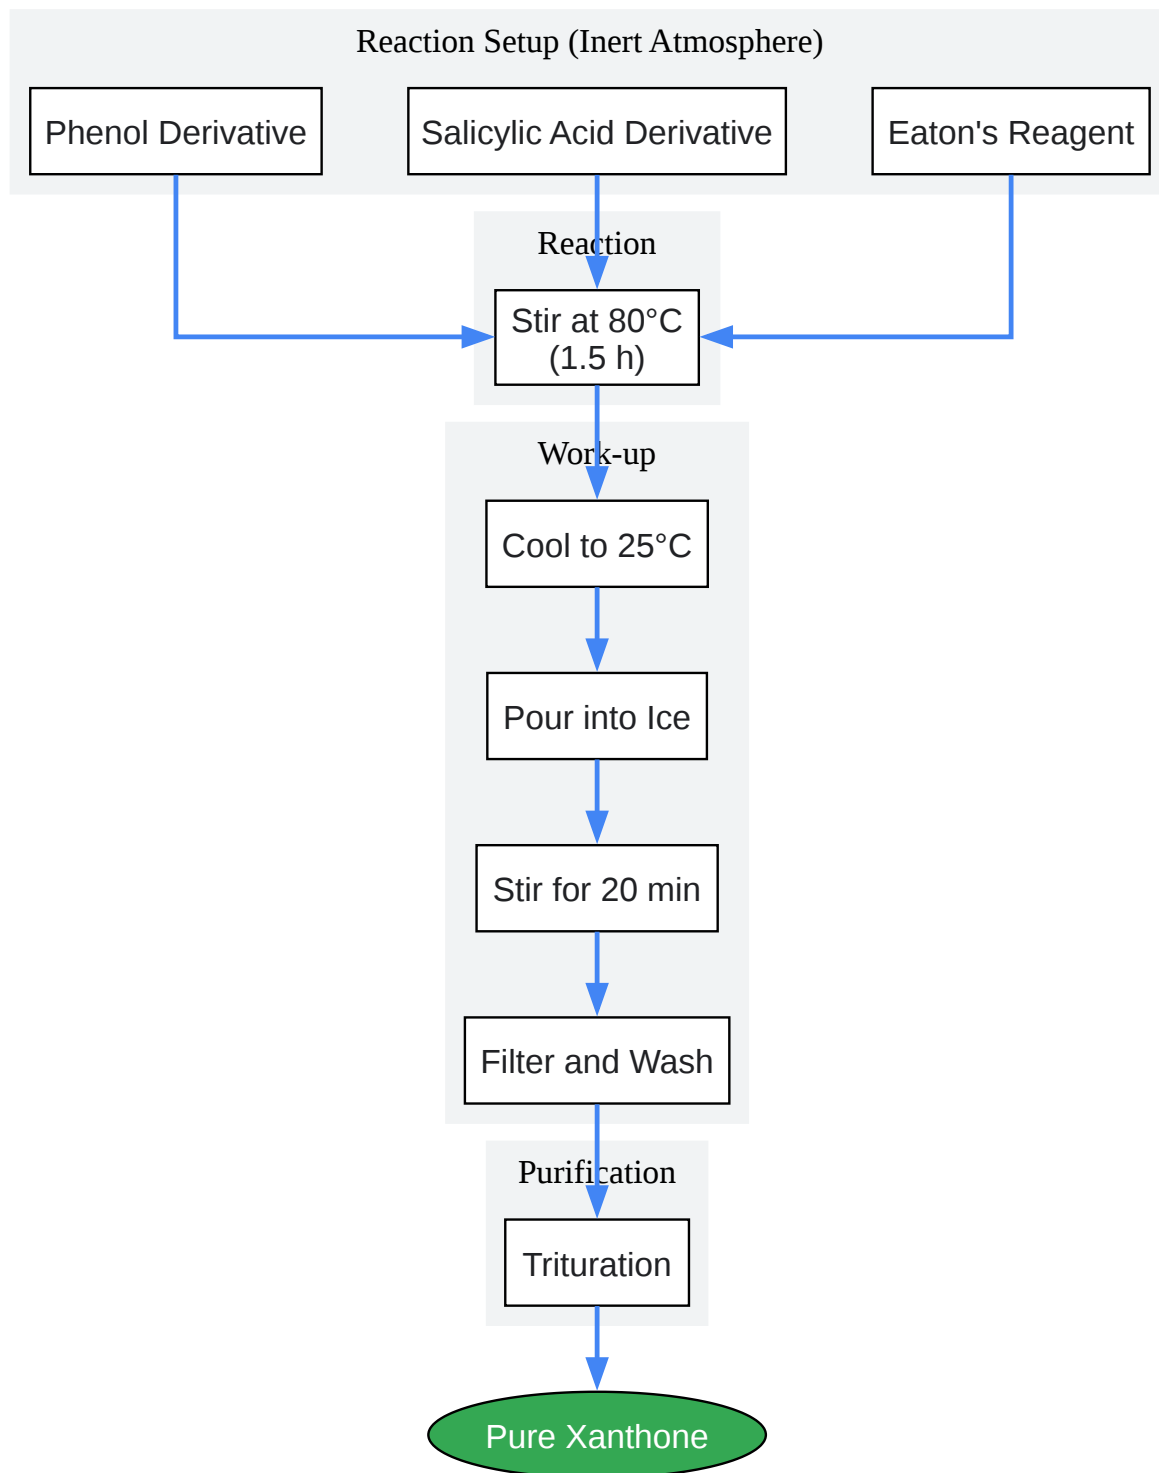 Reaction Setup (Inert Atmosphere)
Phenol Derivative
Salicylic Acid Derivative
Eaton's Reagent
Reaction
Stir at 80°C
(1.5 h)
Work-up
Cool to 25°C
Pour into Ice
Stir for 20 min
Filter and Wash
Purification
Trituration
Pure Xanthone